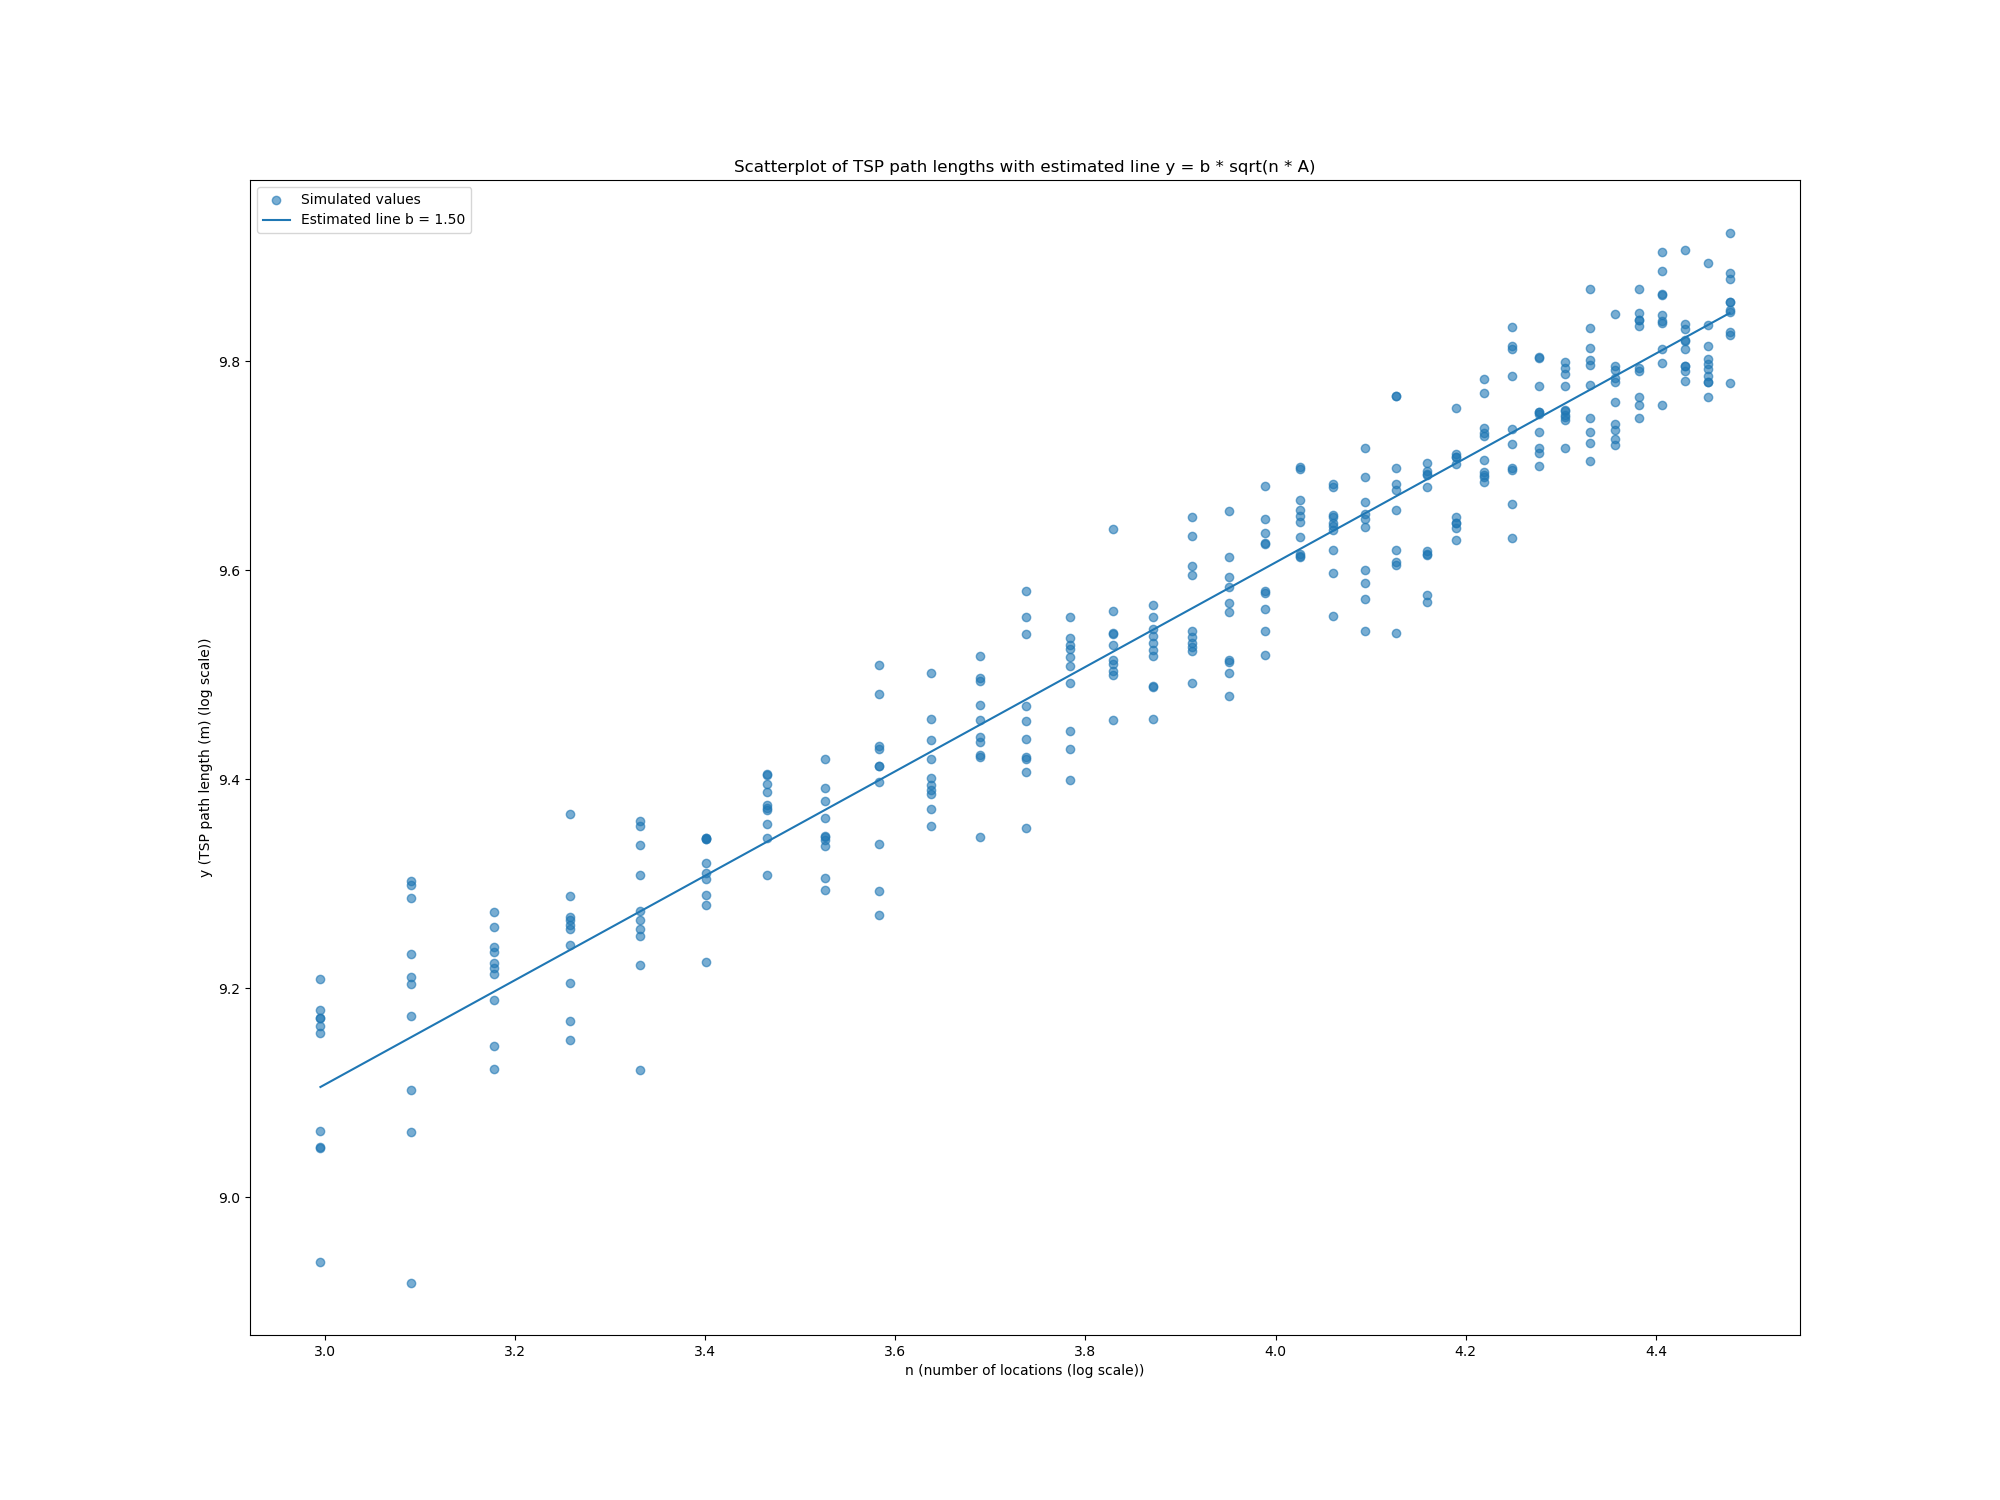 Scatterplot of TSP path lengths with estimated line y = b * sqrt(n * A)
Simulated values
Estimated line b = 1.50
9.8
9.6
9.4
9.2
9.0
y (TSP path length (m) (log scale))
3.0 3.2 3.4 3.6 3.8 4.0 4.2 4.4
n (number of locations (log scale))